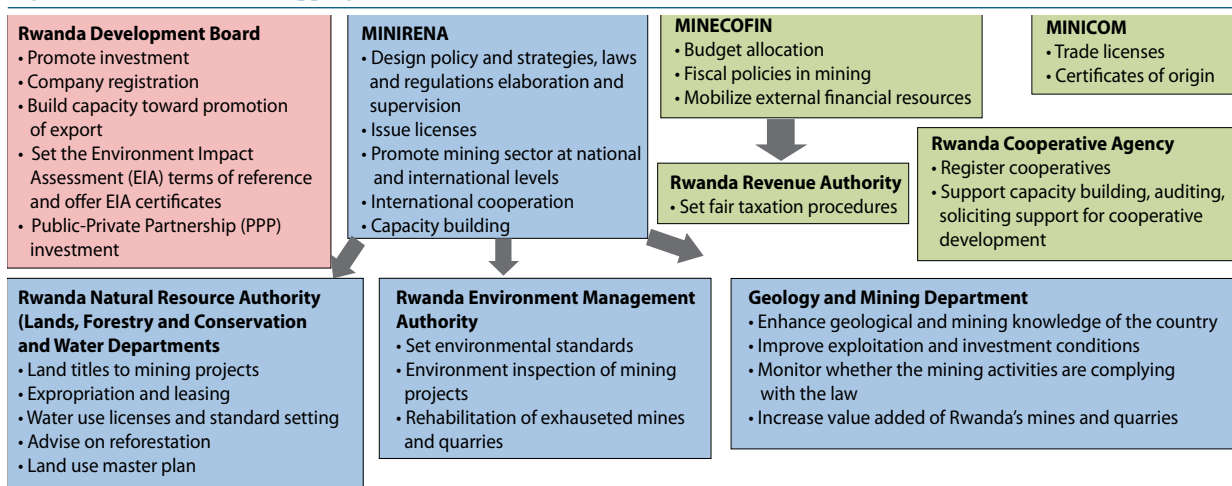 Rwanda Development Board
• Promote investment
• Company registration
• Build capacity toward promotion
of export
• Set the Environment Impact
Assessment (EIA) terms of reference
and offer EIA certificates
• Public-Private Partnership (PPP)
investment
MINIRENA
• Design policy and strategies, laws
and regulations elaboration and
supervision
• Issue licenses
• Promote mining sector at national
and international levels
• International cooperation
• Capacity building
MINECOFIN
• Budget allocation
• Fiscal policies in mining
• Mobilize external financial resources
MINICOM
• Trade licenses
• Certificates of origin
Rwanda Revenue Authority
• Set fair taxation procedures
Rwanda Cooperative Agency
• Register cooperatives
• Support capacity building, auditing,
soliciting support for cooperative
development
Rwanda Natural Resource Authority
(Lands, Forestry and Conservation
and Water Departments
• Land titles to mining projects
• Expropriation and leasing
• Water use licenses and standard setting
• Advise on reforestation
• Land use master plan
Rwanda Environment Management
Authority
• Set environmental standards
• Environment inspection of mining
projects
• Rehabilitation of exhauseted mines
and quarries
Geology and Mining Department
• Enhance geological and mining knowledge of the country
• Improve exploitation and investment conditions
• Monitor whether the mining activities are complying
with the law
• Increase value added of Rwanda's mines and quarries